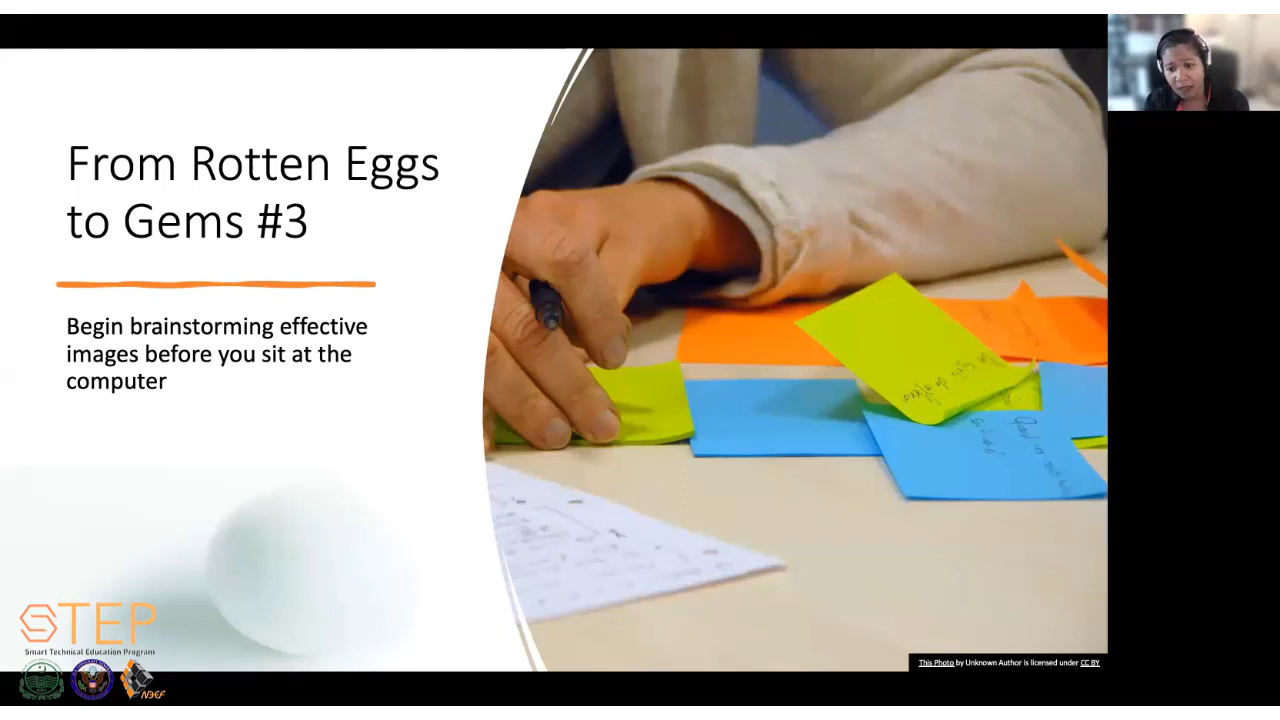 From Rotten Eggs
to Gems #3
Begin brainstorming effective
images before you sit at the
computer
STEP
Smart Technical Education Program
NDEF
This Photo by Unknown Author is licensed under CC BY